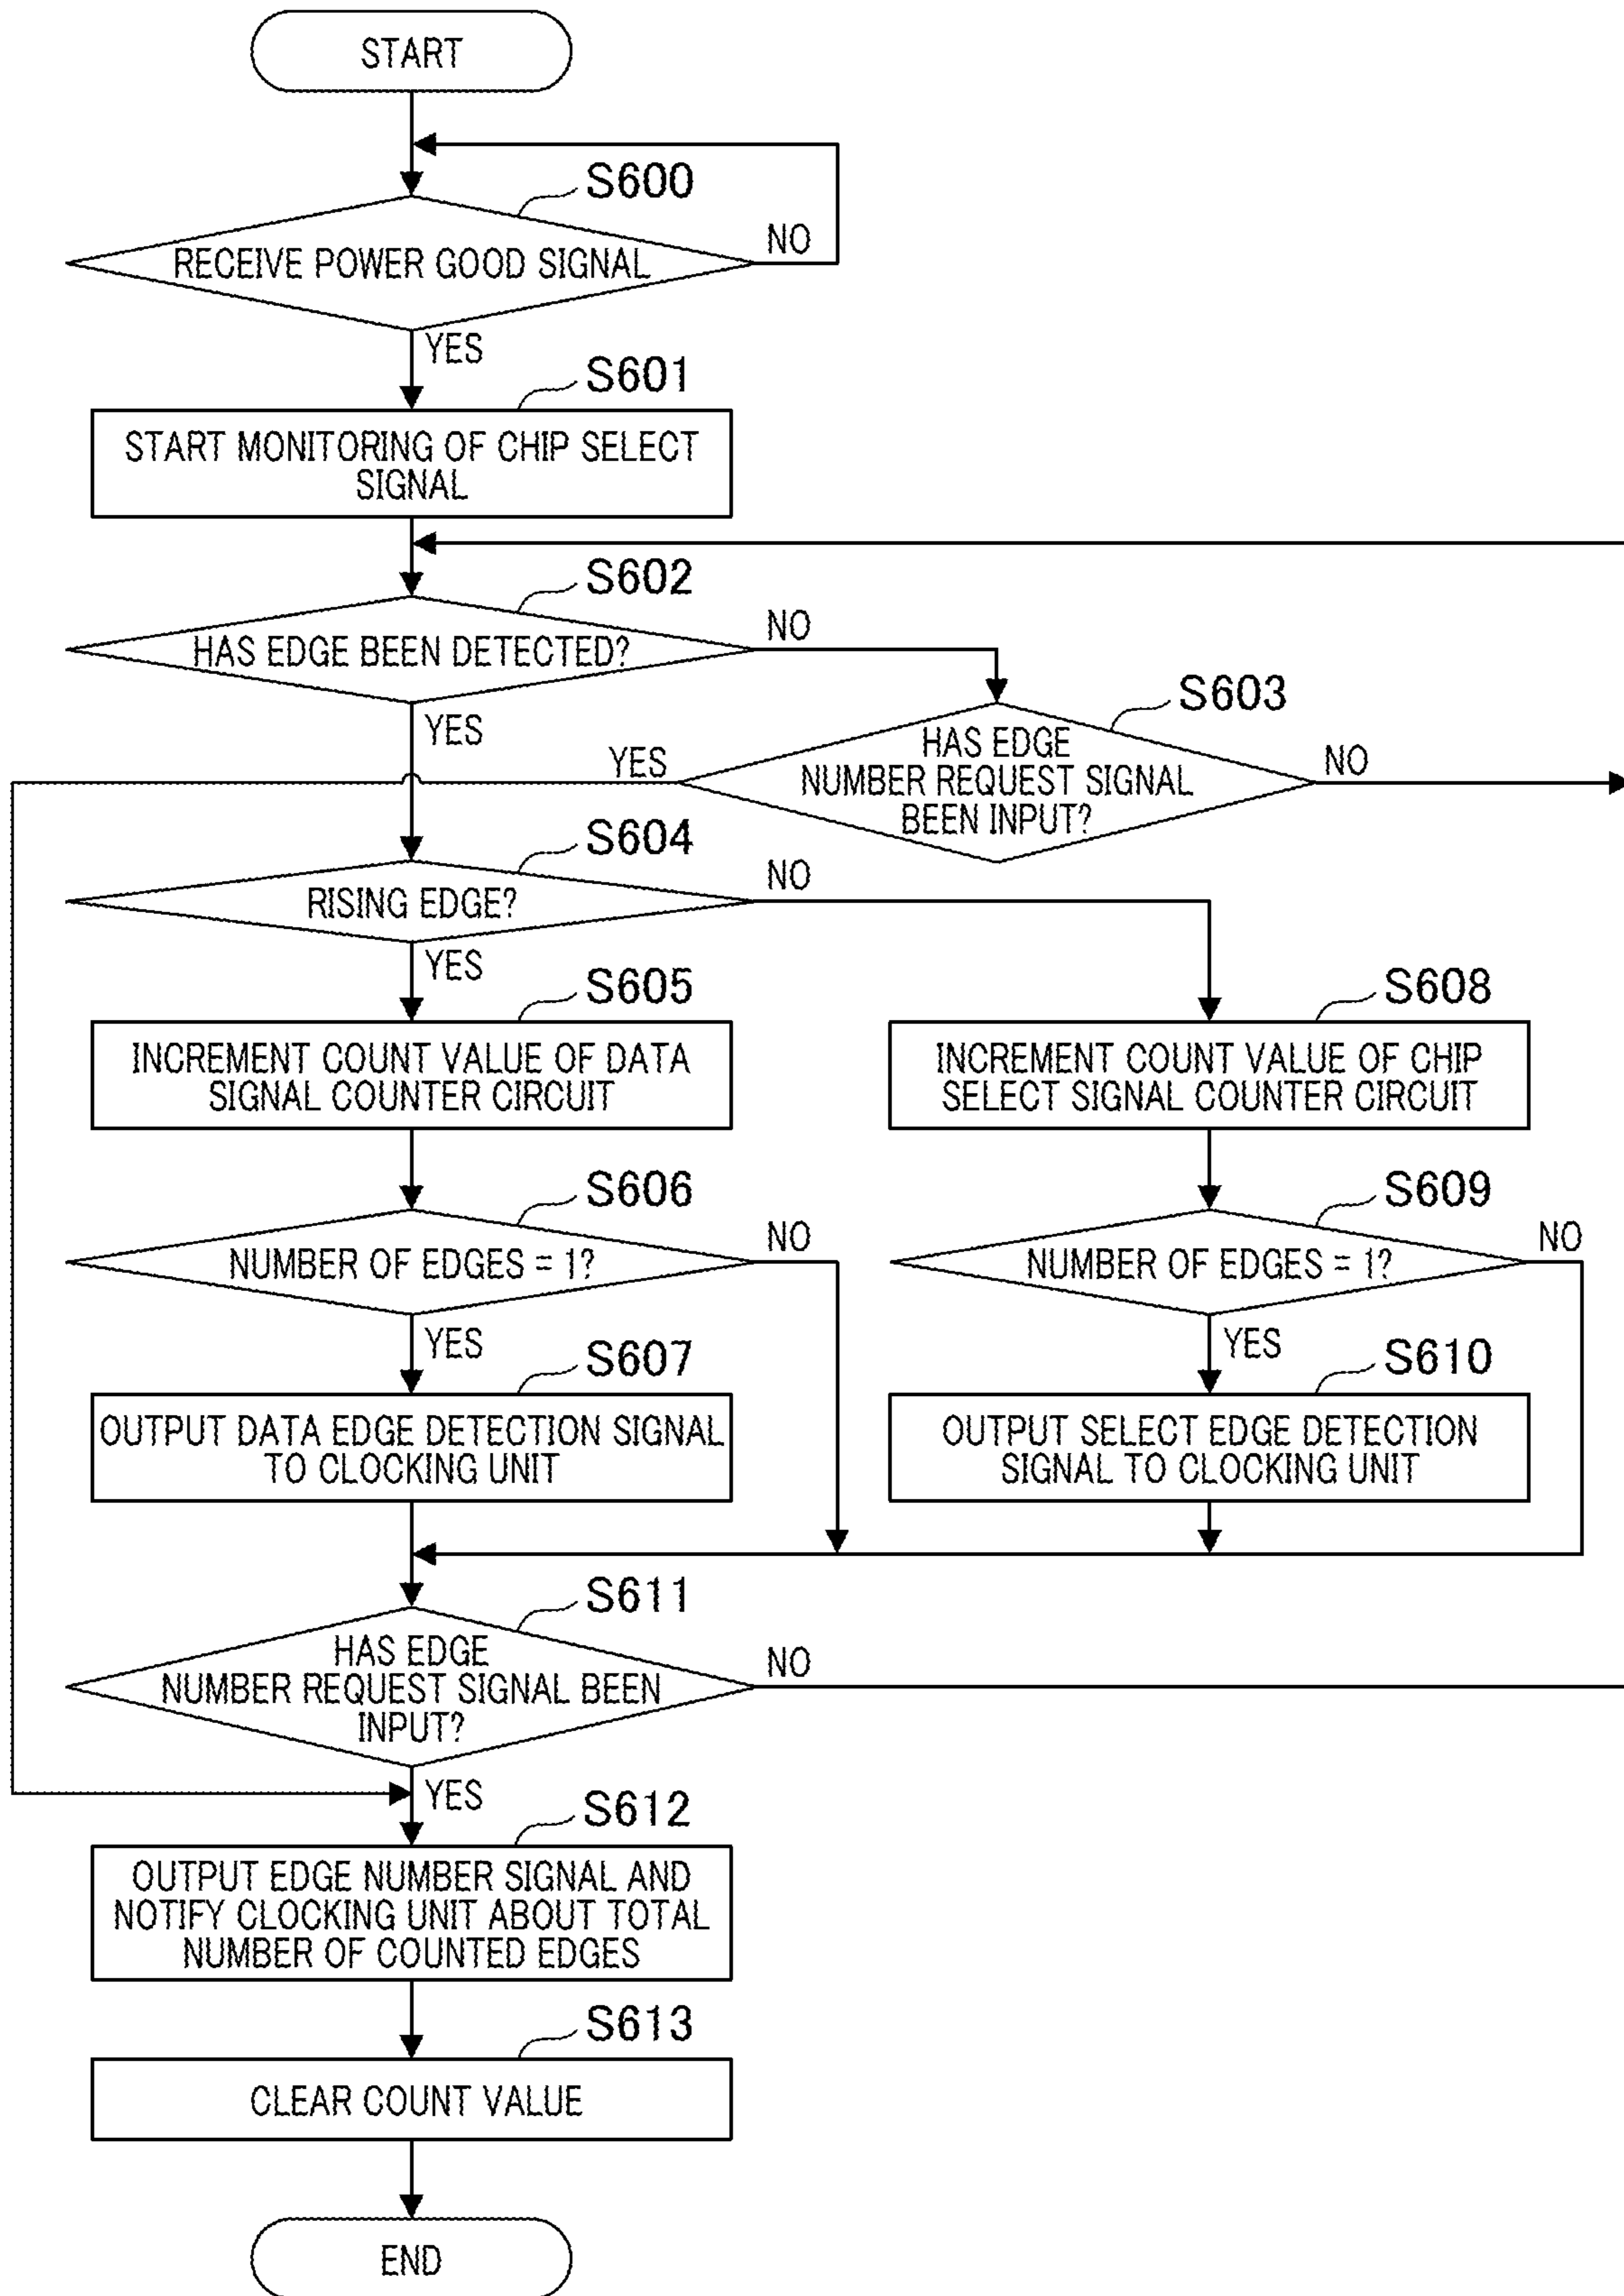 START
S600
RECEIVE POWER GOOD SIGNAL
NO
YES
S601
START MONITORING OF CHIP SELECT
SIGNAL
S602
HAS EDGE BEEN DETECTED?
NO
YES
S603
HAS EDGE
NUMBER REQUEST SIGNAL
BEEN INPUT?
YES
NO
S604
RISING EDGE?
NO
YES
S605
INCREMENT COUNT VALUE OF DATA
SIGNAL COUNTER CIRCUIT
S608
INCREMENT COUNT VALUE OF CHIP
SELECT SIGNAL COUNTER CIRCUIT
S606
NUMBER OF EDGES = 1?
NO
YES
S609
NUMBER OF EDGES = 1?
NO
YES
S607
OUTPUT DATA EDGE DETECTION SIGNAL
TO CLOCKING UNIT
S610
OUTPUT SELECT EDGE DETECTION
SIGNAL TO CLOCKING UNIT
S611
HAS EDGE
NUMBER REQUEST SIGNAL BEEN
INPUT?
NO
YES
S612
OUTPUT EDGE NUMBER SIGNAL AND
NOTIFY CLOCKING UNIT ABOUT TOTAL
NUMBER OF COUNTED EDGES
S613
CLEAR COUNT VALUE
END